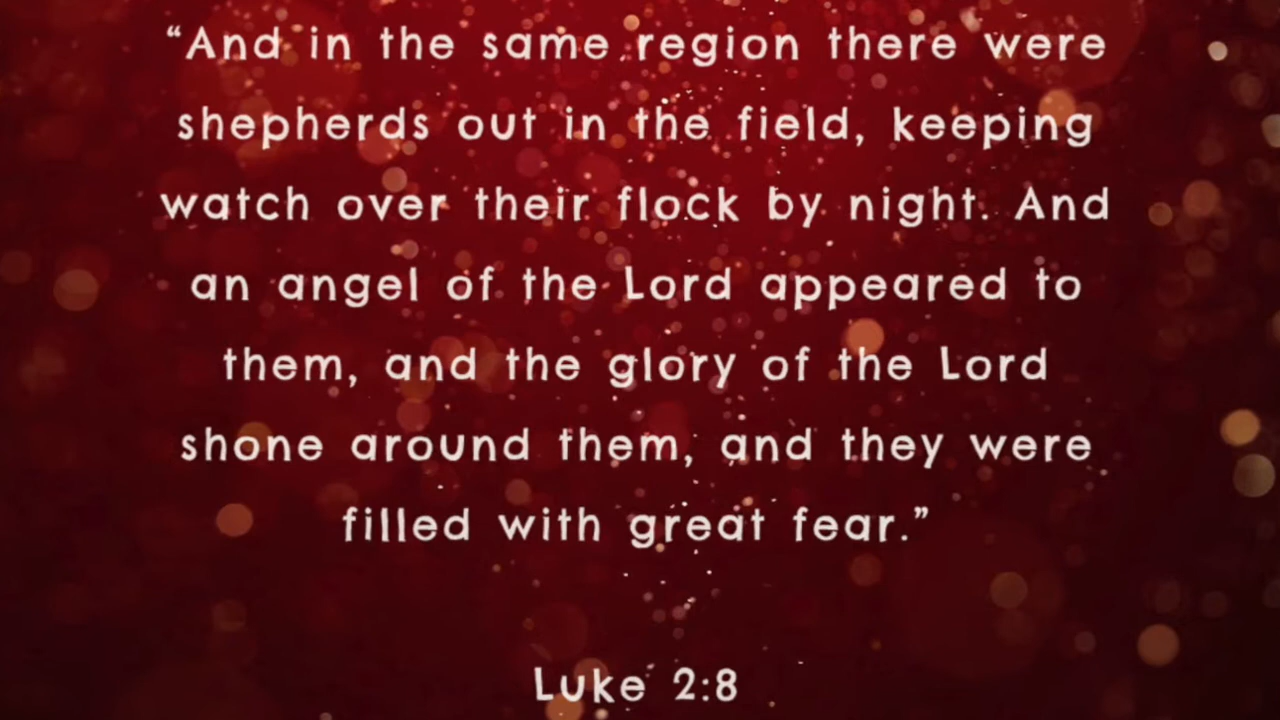 “And in the same region there were
shepherds out in the field, keeping
watch over their flock by night. And
an angel of the Lord appeared to
them, and the glory of the Lord
shone around them, and they were
filled with great fear.”
Luke 2:8